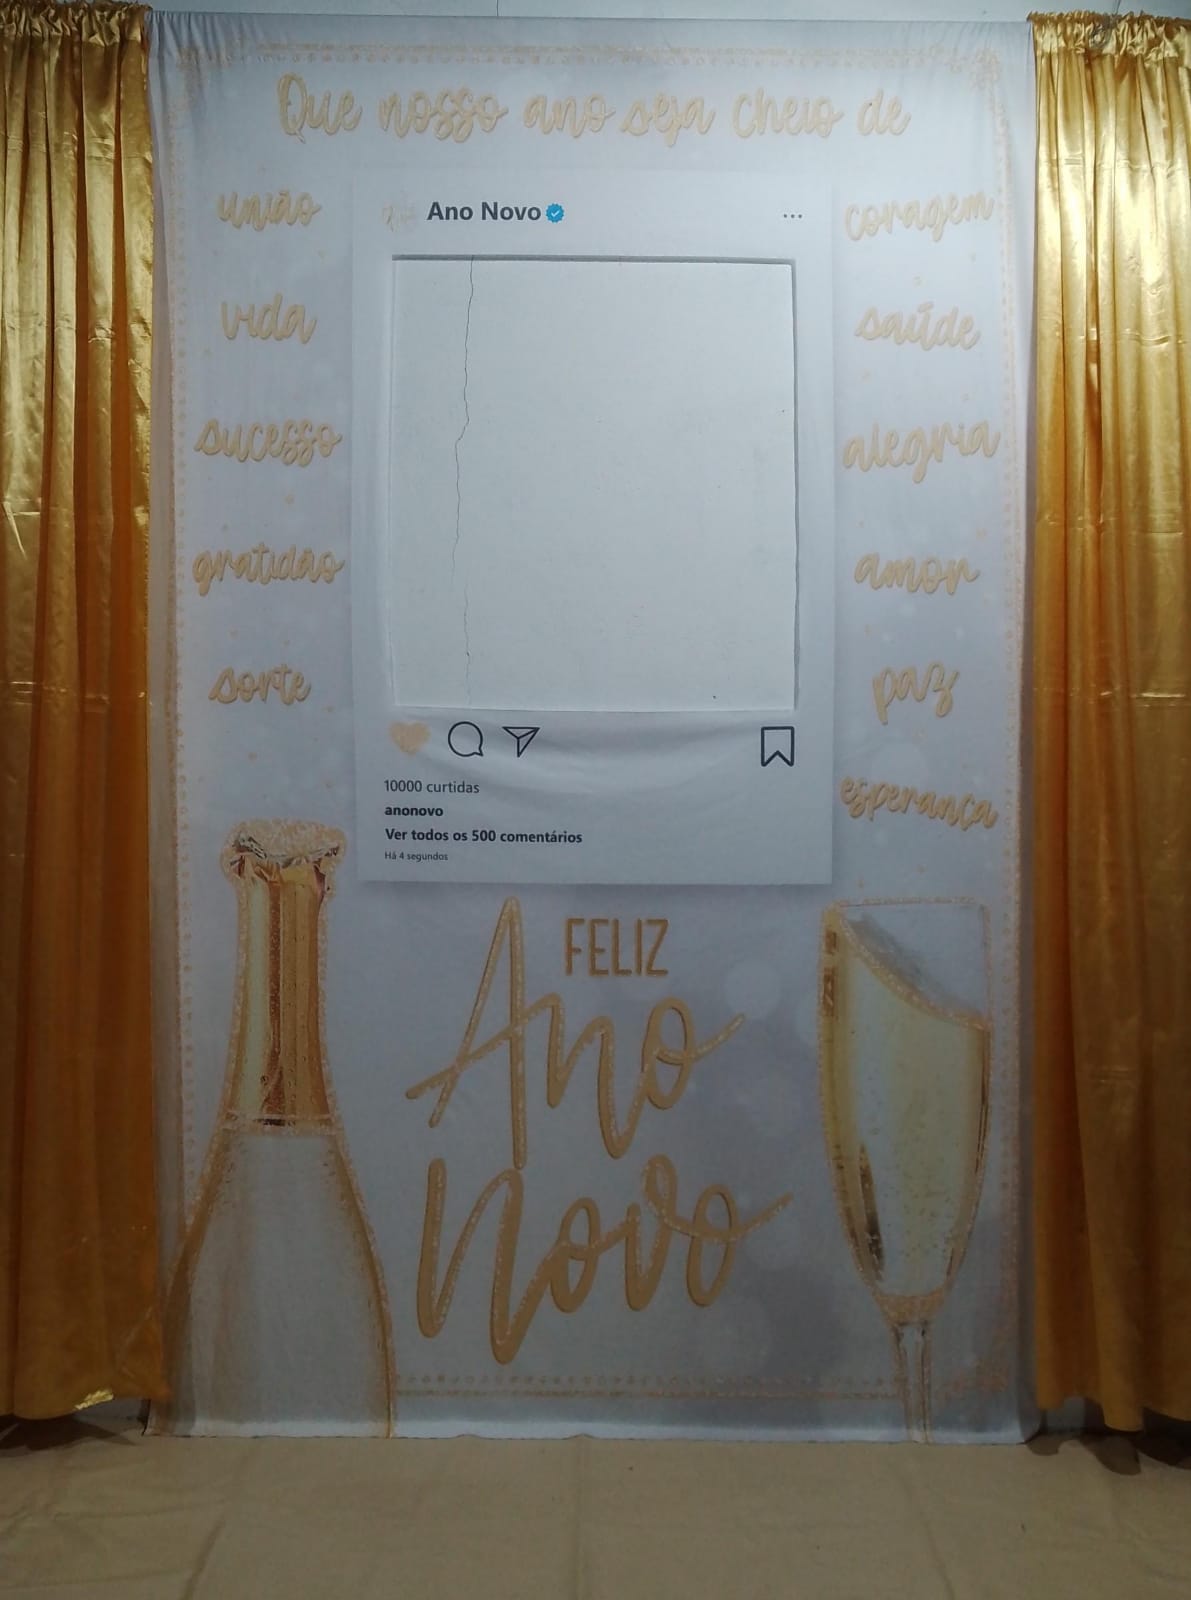 Que nosso ano seja cheio de
união
vida
sucesso
gratidão
sorte
Ano Novo
...
10000 curtidas
anonovo
Ver todos os 500 comentários
Há 4 segundos
coragem
saúde
alegria
amor
paz
esperança
FELIZ
Ano
Novo